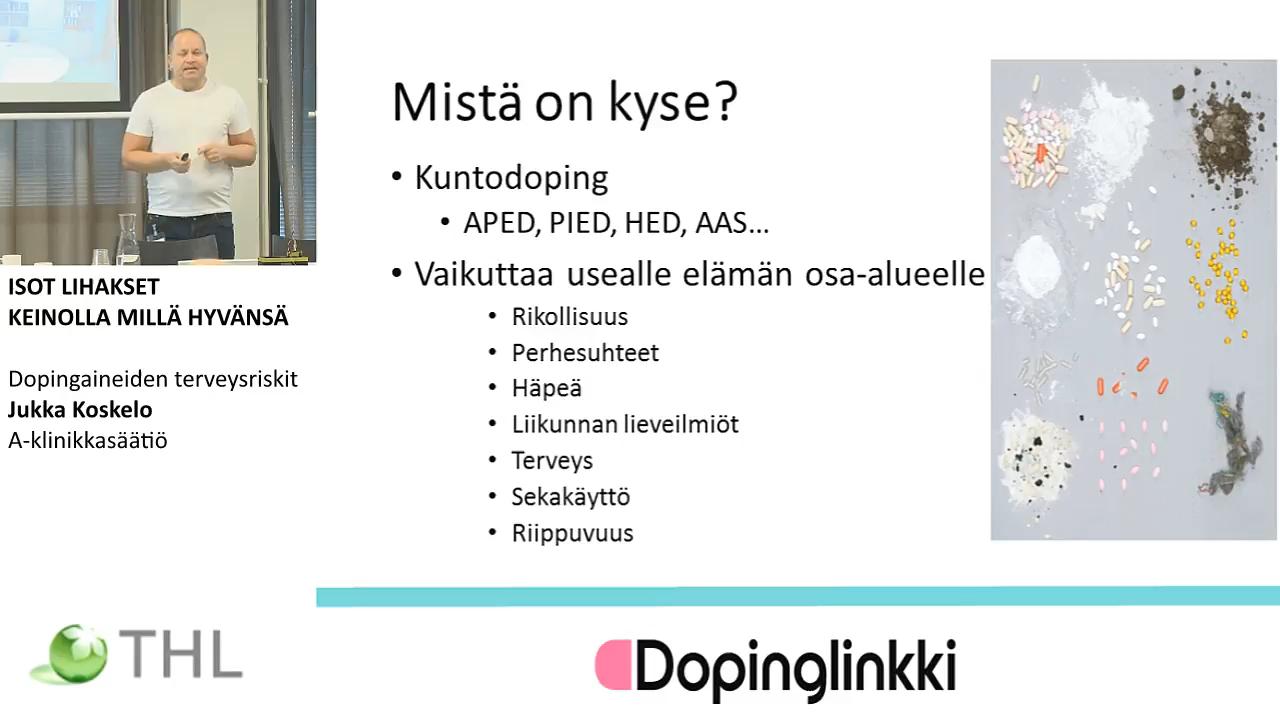 ISOT LIHAKSET
KEINOLLA MILLÄ HYVÄNSÄ
Dopingaineiden terveysriskit
Jukka Koskelo
A-klinikkasäätiö
THL
Mistä on kyse?
• Kuntodoping
• APED, PIED, HED, AAS...
• Vaikuttaa usealle elämän osa-alueelle
• Rikollisuus
• Perhesuhteet
• Häpeä
• Liikunnan lieveilmiöt
• Terveys
• Sekakäyttö
• Riippuvuus
Dopinglinkki